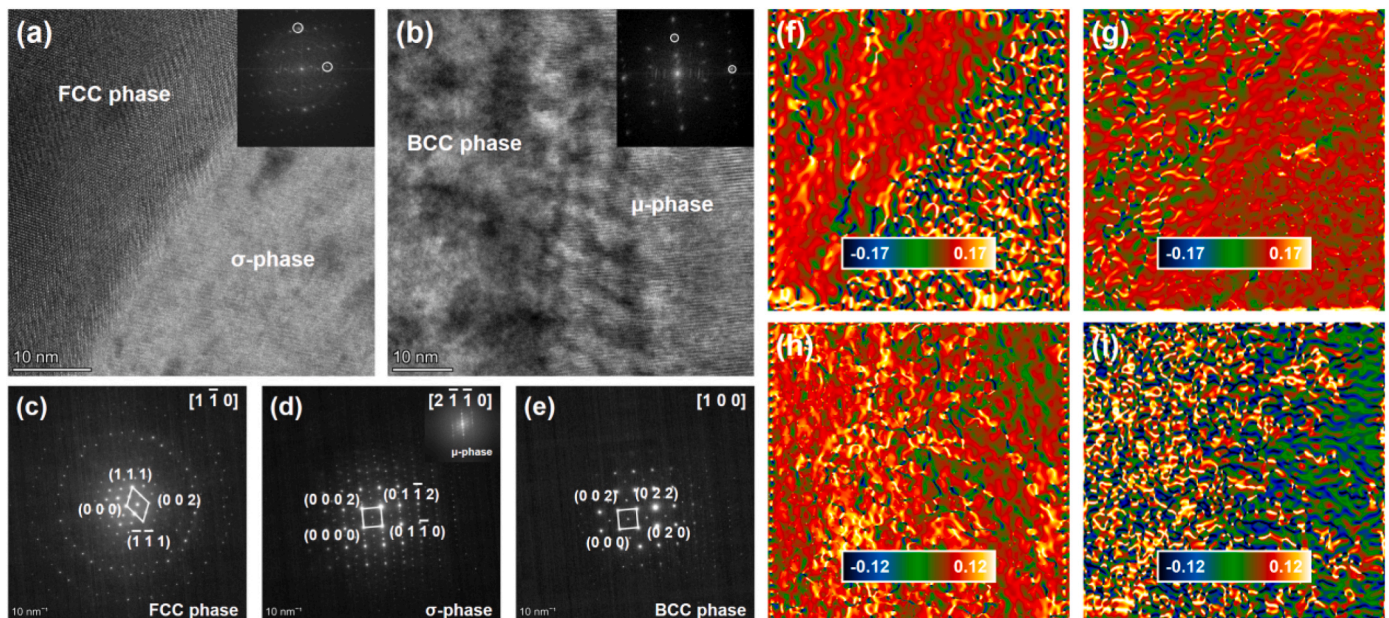 (a)
FCC phase
σ-phase
10 nm
(b)
BCC phase
μ-phase
10 nm
(c)
[1 1̅ 0]
(1 1 1)
(0 0 0)
(0 0 2)
(1̅ 1̅ 1)
10 nm⁻¹
FCC phase
(d)
[2 1̅ 1̅ 0]
μ-phase
(0 0 0 2)
(0 1 1̅ 2)
(0 0 0 0)
(0 1 1̅ 0)
10 nm⁻¹
σ-phase
(e)
[1 0 0]
(0 0 2)
(0 2 2)
(0 0 0)
(0 2 0)
10 nm⁻¹
BCC phase
(f)
-0.17 0.17
(g)
-0.17 0.17
(h)
-0.12 0.12
(i)
-0.12 0.12